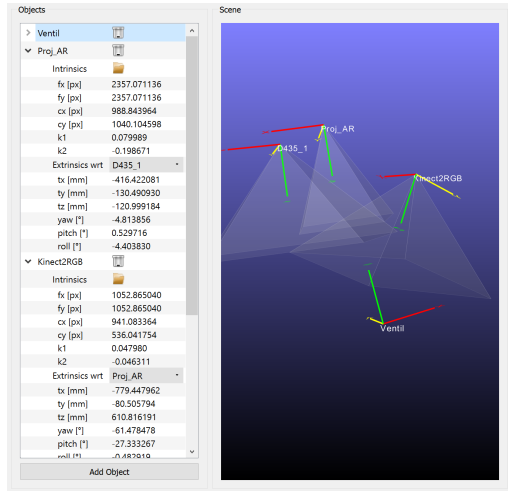 Objects
Ventil
Proj_AR
Intrinsics
fx [px] 2357.071136
fy [px] 2357.071136
cx [px] 988.843964
cy [px] 1040.104598
k1 0.079989
k2 -0.198671
Extrinsics wrt D435_1
tx [mm] -416.422081
ty [mm] -130.490930
tz [mm] -120.999184
yaw [°] -4.813856
pitch [°] 0.529716
roll [°] -4.403830
Kinect2RGB
Intrinsics
fx [px] 1052.865040
fy [px] 1052.865040
cx [px] 941.083364
cy [px] 536.041754
k1 0.047980
k2 -0.046311
Extrinsics wrt Proj_AR
tx [mm] -779.447962
ty [mm] -80.505794
tz [mm] 610.816191
yaw [°] -61.478478
pitch [°] -27.333267
roll [°] -0.482919
Add Object
Scene
Proj_AR
D435_1
Kinect2RGB
Ventil